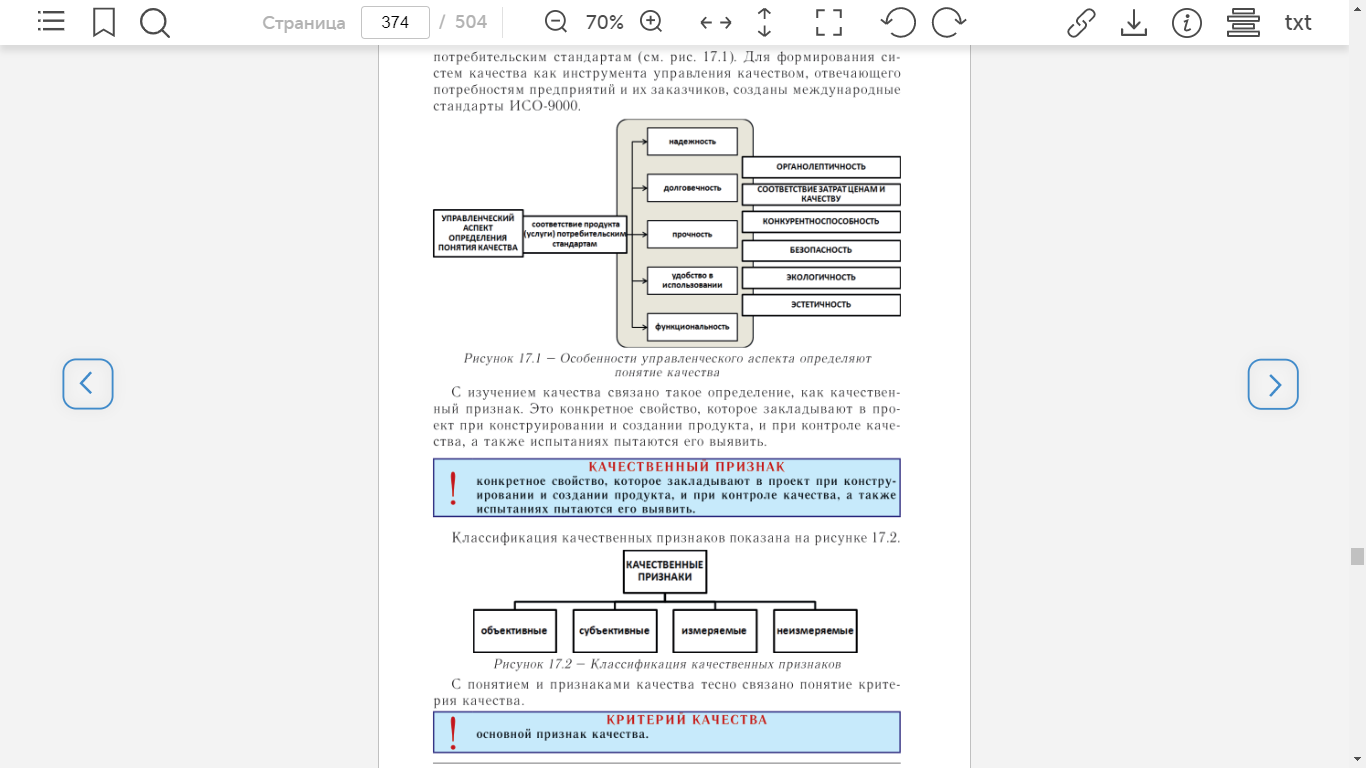 Страница 374 / 504 70% txt
потребительским стандартам (см. рис. 17.1). Для формирования си-
стем качества как инструмента управления качеством, отвечающего
потребностям предприятий и их заказчиков, созданы международные
стандарты ИСО-9000.
УПРАВЛЕНЧЕСКИЙ
АСПЕКТ
ОПРЕДЕЛЕНИЯ
ПОНЯТИЯ КАЧЕСТВА
соответствие продукта
(услуги) потребительским
стандартам
надежность
долговечность
прочность
удобство в
использовании
функциональность
ОРГАНОЛЕПТИЧНОСТЬ
СООТВЕТСТВИЕ ЗАТРАТ ЦЕНАМ И
КАЧЕСТВУ
КОНКУРЕНТНОСПОСОБНОСТЬ
БЕЗОПАСНОСТЬ
ЭКОЛОГИЧНОСТЬ
ЭСТЕТИЧНОСТЬ
Рисунок 17.1 — Особенности управленческого аспекта определяют
понятие качества
С изучением качества связано такое определение, как качествен-
ный признак. Это конкретное свойство, которое закладывают в про-
ект при конструировании и создании продукта, и при контроле каче-
ства, а также испытаниях пытаются его выявить.
КАЧЕСТВЕННЫЙ ПРИЗНАК
! конкретное свойство, которое закладывают в проект при констру-
ировании и создании продукта, и при контроле качества, а также
испытаниях пытаются его выявить.
Классификация качественных признаков показана на рисунке 17.2.
КАЧЕСТВЕННЫЕ
ПРИЗНАКИ
объективные
субъективные
измеряемые
неизмеряемые
Рисунок 17.2 — Классификация качественных признаков
С понятием и признаками качества тесно связано понятие крите-
рия качества.
КРИТЕРИЙ КАЧЕСТВА
! основной признак качества.